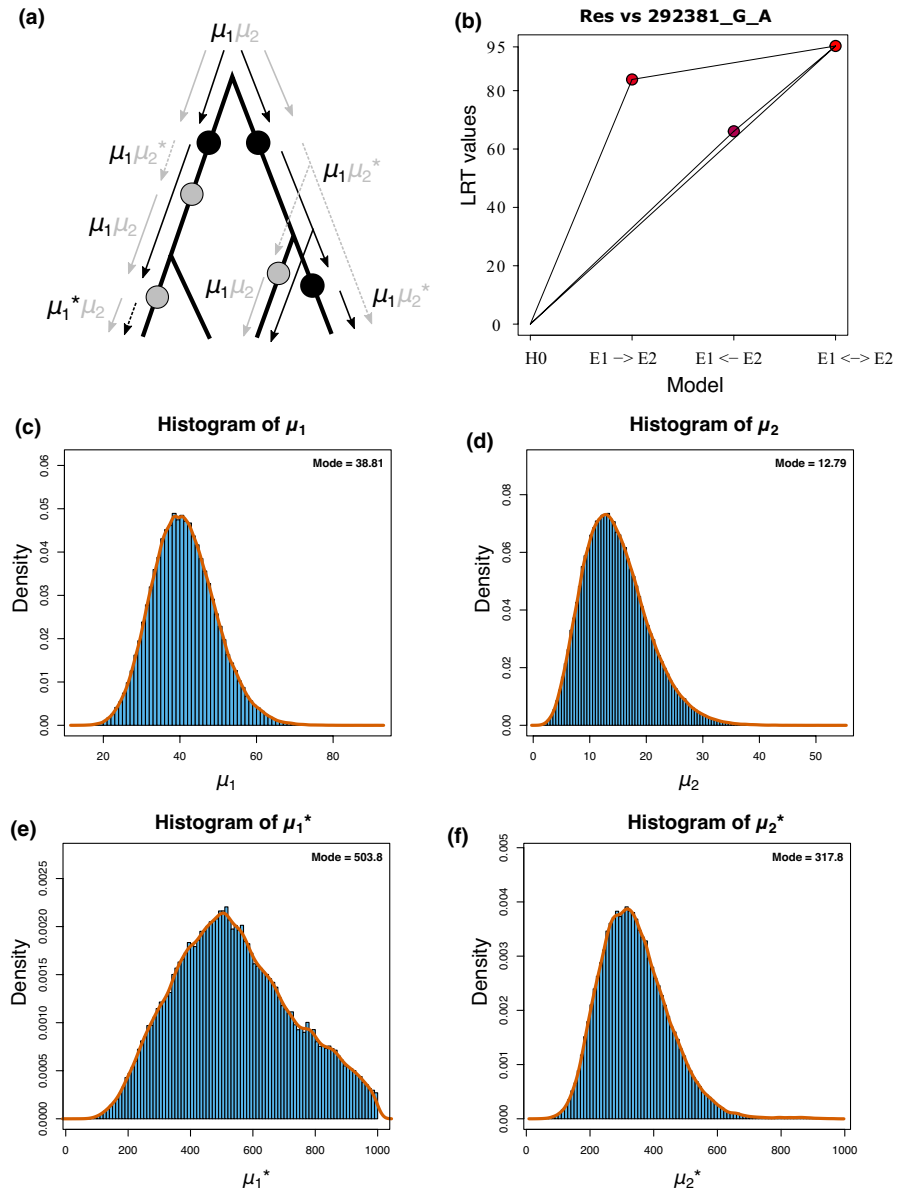 (a)
μ1μ2
μ1μ2*
μ1μ2*
μ1μ2
μ1μ2
μ1*μ2
μ1μ2*
(b)
Res vs 292381_G_A
LRT values
95
80
60
40
20
0
H0 E1 −> E2 E1 <− E2 E1 <−> E2
Model
(c)
Histogram of μ1
Mode = 38.81
Density
0.06
0.05
0.04
0.03
0.02
0.01
0.00
20 40 60 80
μ1
(d)
Histogram of μ2
Mode = 12.79
Density
0.08
0.06
0.04
0.02
0.00
0 10 20 30 40 50
μ2
(e)
Histogram of μ1*
Mode = 503.8
Density
0.0025
0.0020
0.0015
0.0010
0.0005
0.0000
0 200 400 600 800 1000
μ1*
(f)
Histogram of μ2*
Mode = 317.8
Density
0.005
0.004
0.003
0.002
0.001
0.000
0 200 400 600 800 1000
μ2*